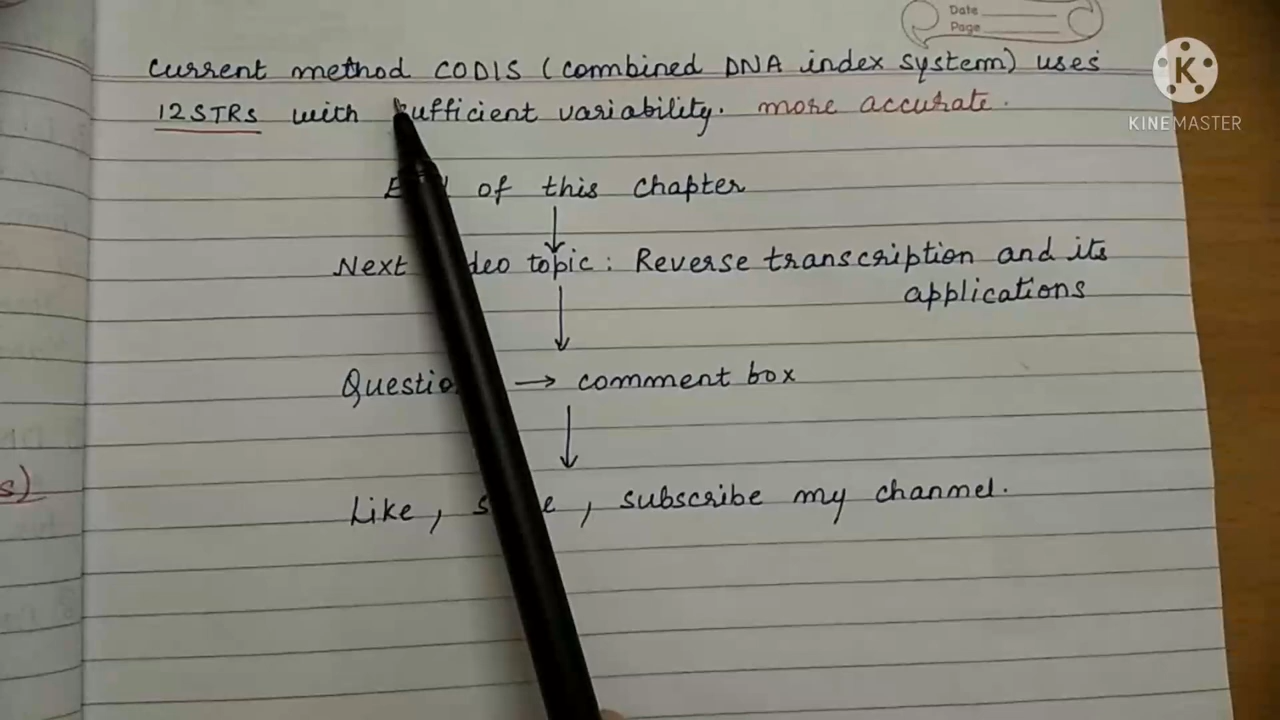 Date
Page
Current method CODIS (combined DNA index system) uses
12STRs with sufficient variability. more accurate.
of this chapter
Next topic: Reverse transcription and its
applications
→ comment box
Like, , subscribe my channel.
s)
K
KINEMASTER